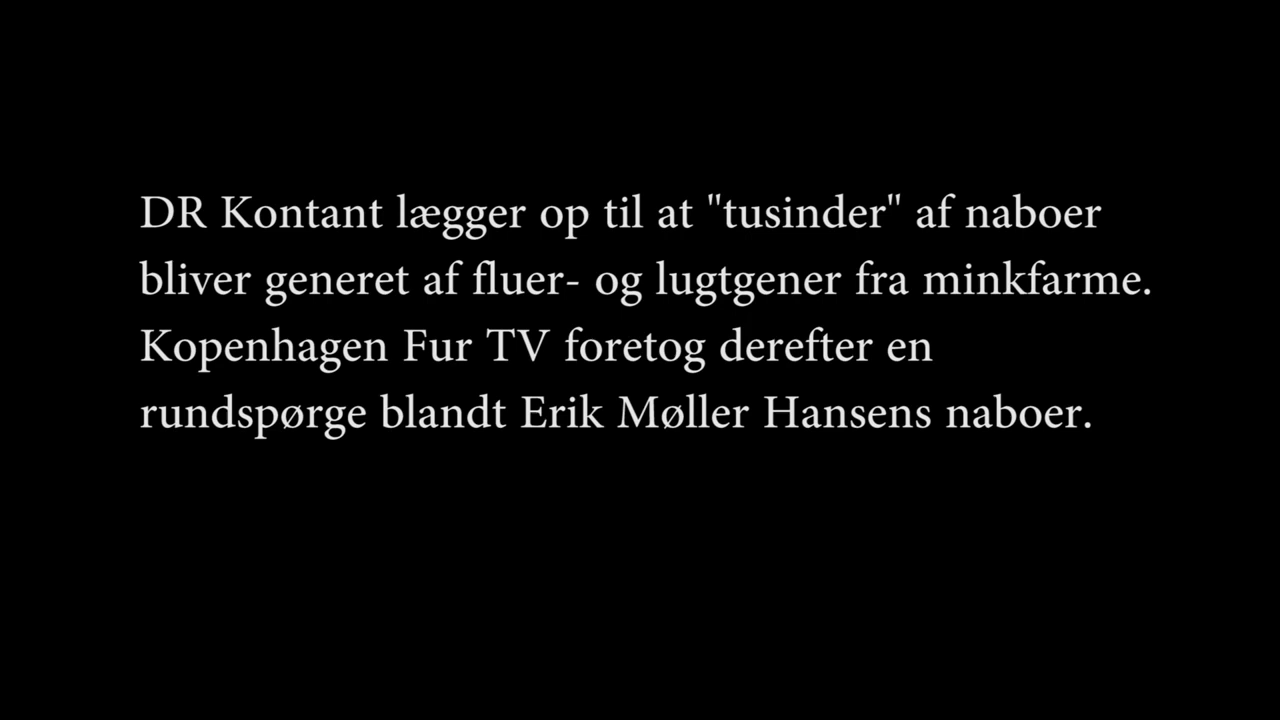 DR Kontant lægger op til at "tusinder" af naboer
bliver generet af fluer- og lugtgener fra minkfarme.
Kopenhagen Fur TV foretog derefter en
rundspørge blandt Erik Møller Hansens naboer.